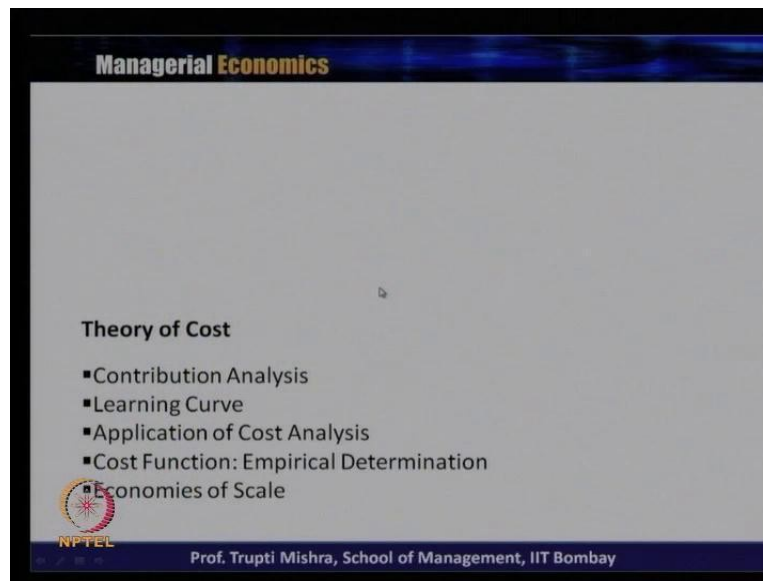 Managerial Economics
Theory of Cost
▪Contribution Analysis
▪Learning Curve
▪Application of Cost Analysis
▪Cost Function: Empirical Determination
▪Economies of Scale
NPTEL
Prof. Trupti Mishra, School of Management, IIT Bombay